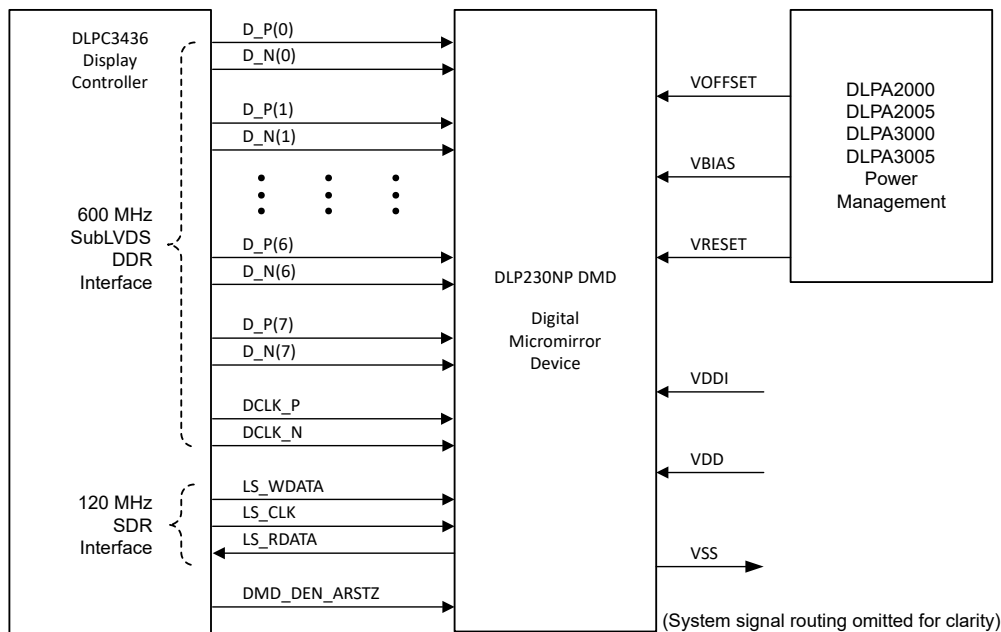 DLPC3436
Display
Controller
600 MHz
SubLVDS
DDR
Interface
120 MHz
SDR
Interface
D_P(0)
D_N(0)
D_P(1)
D_N(1)
D_P(6)
D_N(6)
D_P(7)
D_N(7)
DCLK_P
DCLK_N
LS_WDATA
LS_CLK
LS_RDATA
DMD_DEN_ARSTZ
DLP230NP DMD
Digital
Micromirror
Device
VOFFSET
VBIAS
VRESET
VDDI
VDD
VSS
DLPA2000
DLPA2005
DLPA3000
DLPA3005
Power
Management
(System signal routing omitted for clarity)